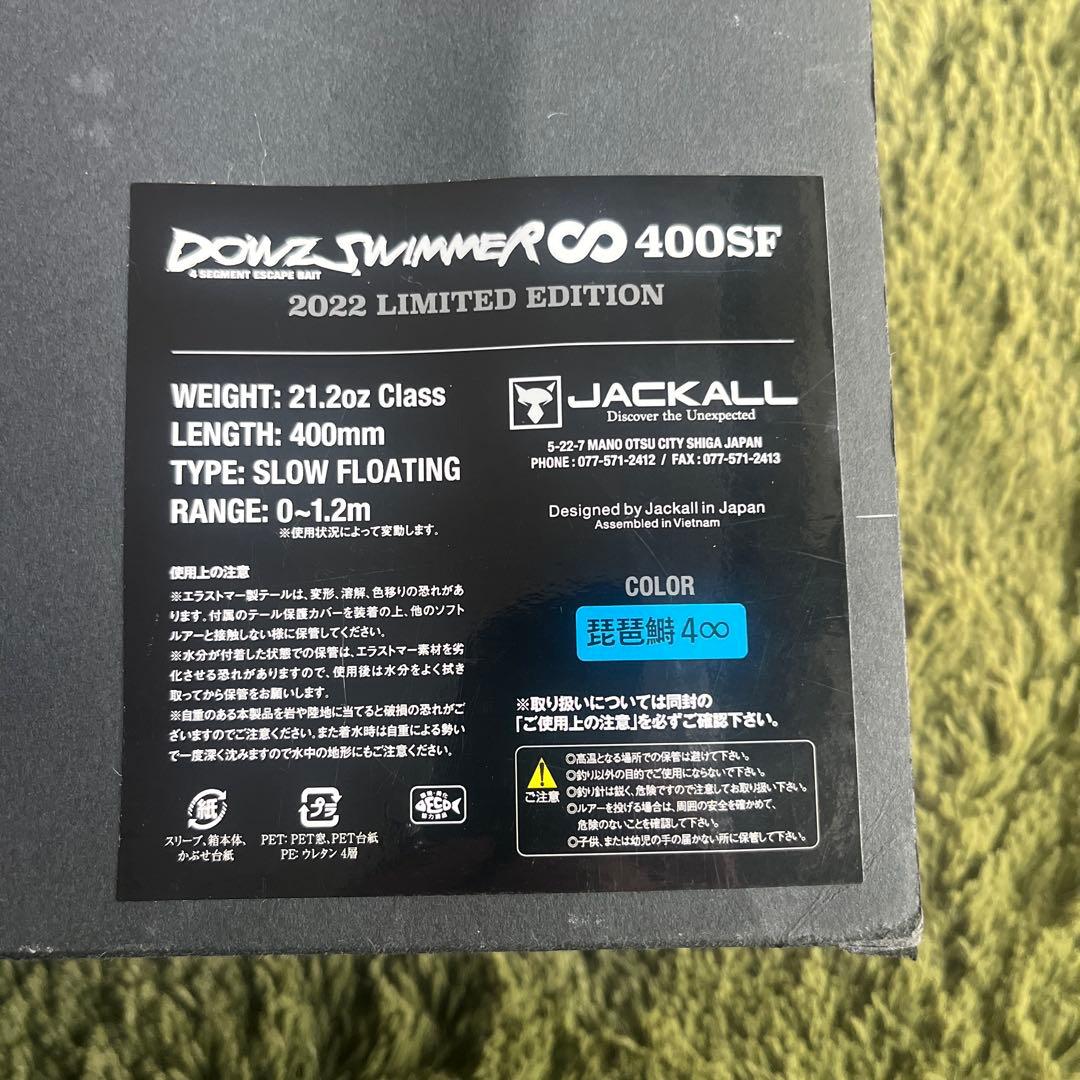 DOWZ SWIMMER ∞ 400SF
4 SEGMENT ESCAPE BAIT
2022 LIMITED EDITION
WEIGHT: 21.2oz Class
LENGTH: 400mm
TYPE: SLOW FLOATING
RANGE: 0~1.2m
※使用状況によって変動します。
使用上の注意
※エラストマー製テールは、変形、溶解、色移りの恐れがあ
ります。付属のテール保護カバーを装着の上、他のソフト
ルアーと接触しない様に保管してください。
※水分が付着した状態での保管は、エラストマー素材を劣
化させる恐れがありますので、使用後は水分をよく拭き
取ってから保管をお願いします。
※自重のある本製品を岩や陸地に当てると破損の恐れがご
ざいますのでご注意ください。また着水時は自重による勢い
で一度深く沈みますので水中の地形にもご注意ください。
紙
スリーブ、箱本体、
かぶせ台紙
プラ
PET: PET窓、PET台紙
PE: ウレタン 4層
ECO
JACKALL
Discover the Unexpected
5-22-7 MANO OTSU CITY SHIGA JAPAN
PHONE : 077-571-2412 / FAX : 077-571-2413
Designed by Jackall in Japan
Assembled in Vietnam
COLOR
琵琶鰣 4∞
※取り扱いについては同封の
「ご使用上の注意」を必ずご確認下さい。
ご注意
◎高温となる場所での保管は避けて下さい。
◎釣り以外の目的でご使用にならないで下さい。
◎釣り針は鋭く、危険ですので注意してお取り扱い下さい。
◎ルアーを投げる場合は、周囲の安全を確かめて、
危険のないことを確認して下さい。
◎子供、または幼児の手の届かない所に保管して下さい。